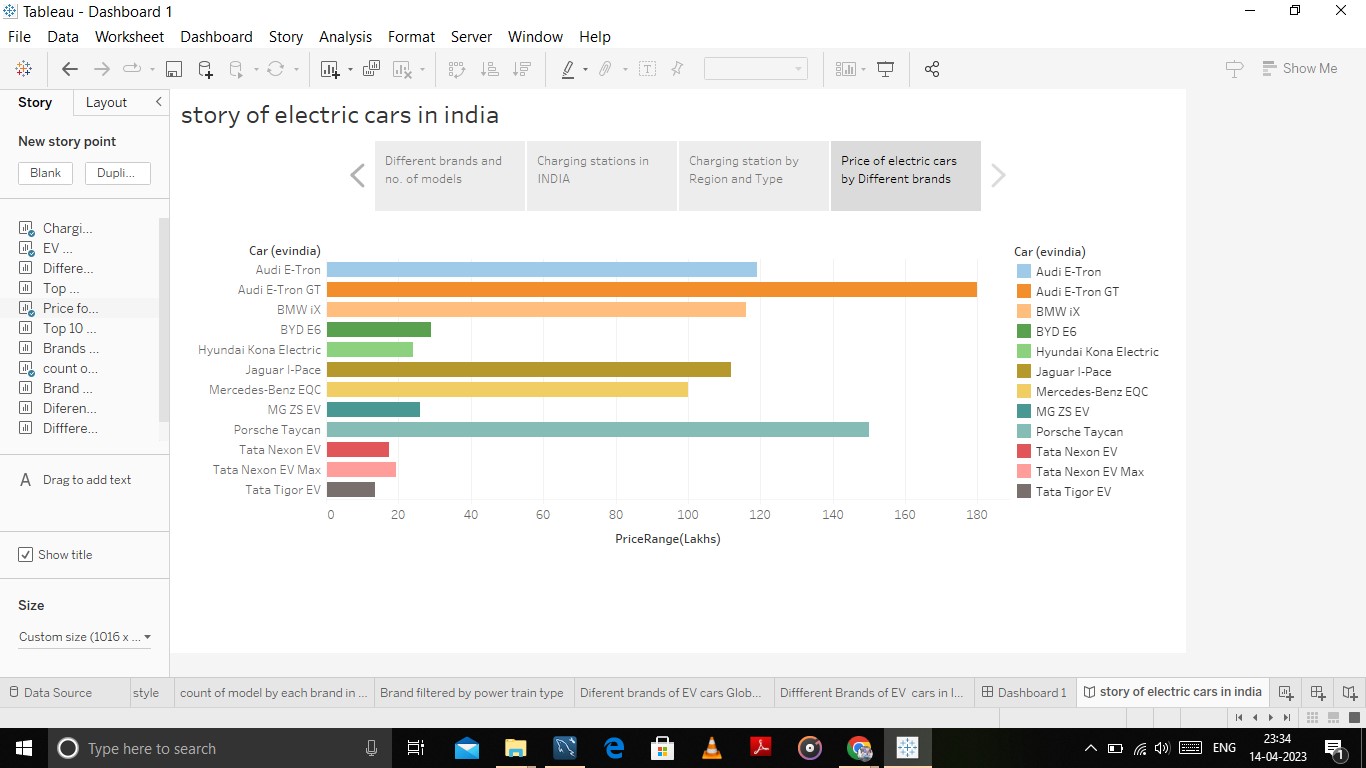 Tableau - Dashboard 1
File Data Worksheet Dashboard Story Analysis Format Server Window Help
Show Me
Story Layout
New story point
Blank Dupli...
Chargi...
EV ...
Differe...
Top ...
Price fo...
Top 10 ...
Brands ...
count o...
Brand ...
Diferen...
Difffere...
A Drag to add text
Show title
Size
Custom size (1016 x ...
story of electric cars in india
Different brands and
no. of models
Charging stations in
INDIA
Charging station by
Region and Type
Price of electric cars
by Different brands
Car (evindia)
Audi E-Tron
Audi E-Tron GT
BMW iX
BYD E6
Hyundai Kona Electric
Jaguar I-Pace
Mercedes-Benz EQC
MG ZS EV
Porsche Taycan
Tata Nexon EV
Tata Nexon EV Max
Tata Tigor EV
0 20 40 60 80 100 120 140 160 180
PriceRange(Lakhs)
Car (evindia)
Audi E-Tron
Audi E-Tron GT
BMW iX
BYD E6
Hyundai Kona Electric
Jaguar I-Pace
Mercedes-Benz EQC
MG ZS EV
Porsche Taycan
Tata Nexon EV
Tata Nexon EV Max
Tata Tigor EV
Data Source style count of model by each brand in ... Brand filtered by power train type Diferent brands of EV cars Glob... Diffferent Brands of EV cars in I... Dashboard 1 story of electric cars in india
Type here to search
ENG
23:34
14-04-2023
1